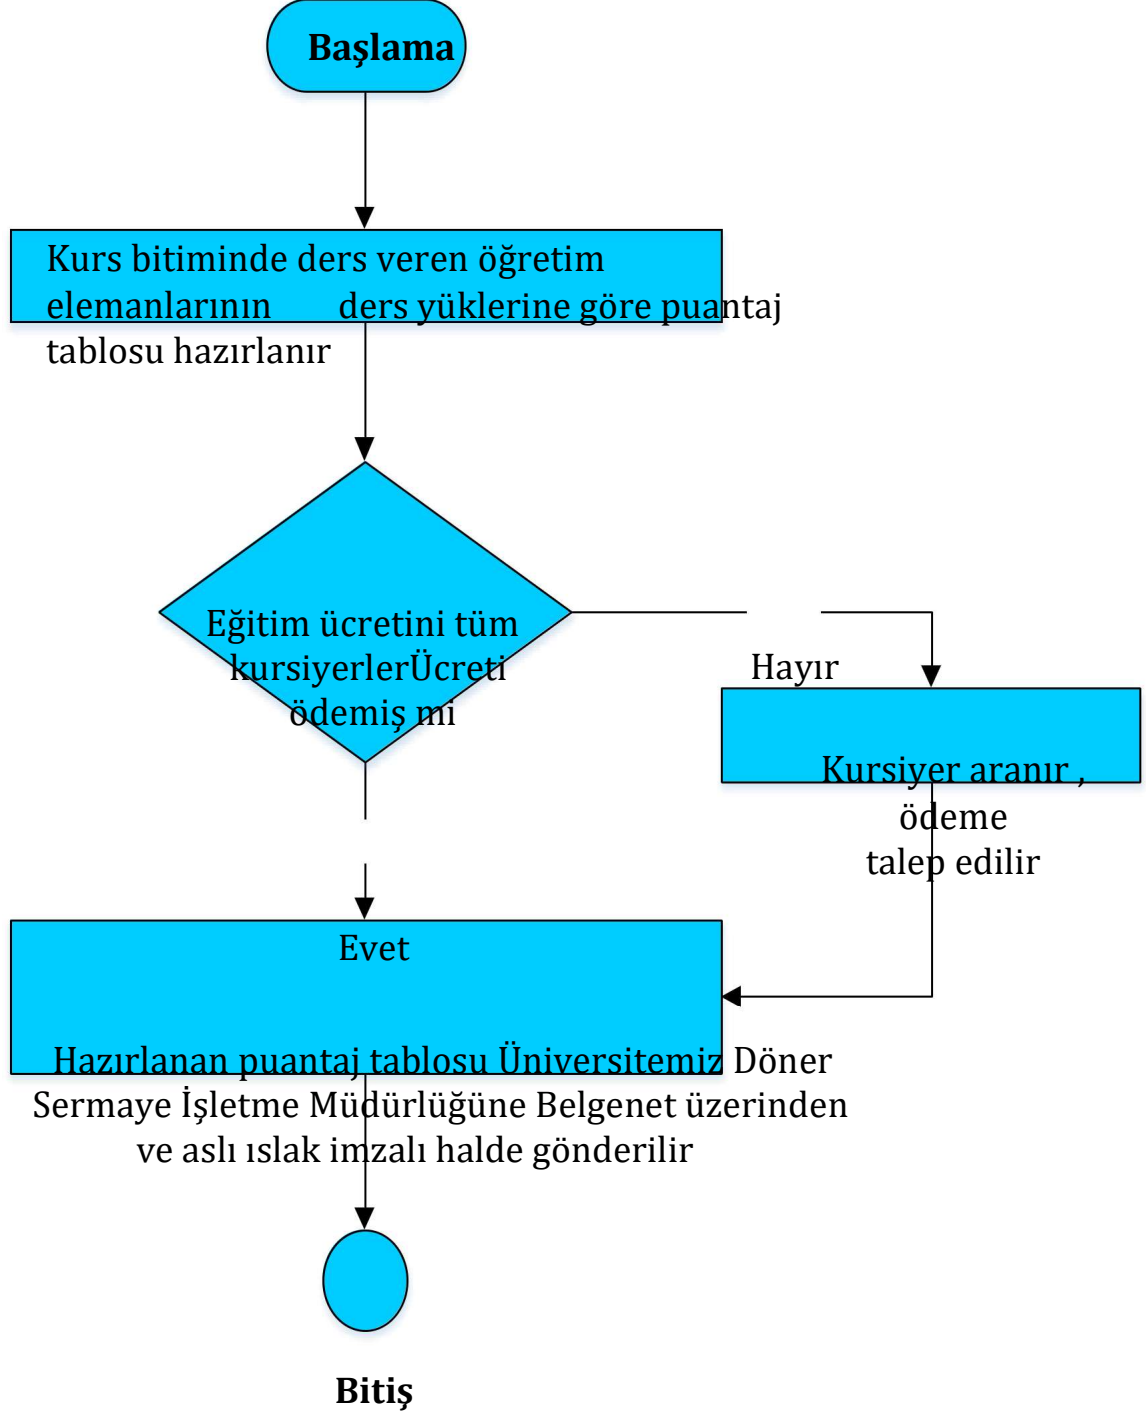 Başlama
Kurs bitiminde ders veren öğretim
elemanlarının ders yüklerine göre puantaj
tablosu hazırlanır
Eğitim ücretini tüm
kursiyerlerÜcreti
ödemiş mi
Hayır
Kursiyer aranır ,
ödeme
talep edilir
Evet
Hazırlanan puantaj tablosu Üniversitemiz Döner
Sermaye İşletme Müdürlüğüne Belgenet üzerinden
ve aslı ıslak imzalı halde gönderilir
Bitiş